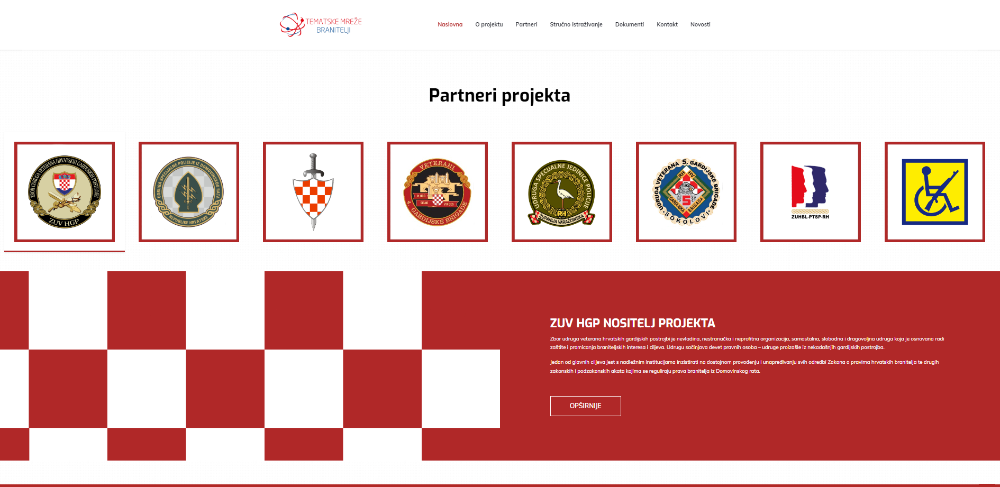 TEMATSKE MREŽE
BRANITELJI
Naslovna O projektu Partneri Stručno istraživanje Dokumenti Kontakt Novosti
Partneri projekta
ZBOR UDRUGA VETERANA HRVATSKIH GARDIJSKIH POSTROJBI
ZUV HGP
UDRUGA SPECIJALNE POLICIJE IZ DOMOVINSKOG RATA
REPUBLIKE HRVATSKE
VETERANI
IN HOC
SIGNO VINCES
4. GARDIJSKE BRIGADE
UDRUGA SPECIJALNE JEDINICE POLICIJE
RH
ŽUPANIJA VARAŽDINSKA
UDRUGA VETERANA 5. GARDIJSKE BRIGADE
RH HV
5
GARDIJSKA BRIGADA
SOKOLOVI
ZUHBL-PTSP-RH
ZUV HGP NOSITELJ PROJEKTA
Zbor udruga veterana hrvatskih gardijskih postrojbi je nevladina, nestranačka i neprofitna organizacija, samostalna, slobodna i dragovoljna udruga koja je osnovana radi
zaštite i promicanja braniteljskih interesa i ciljeva. Udrugu sačinjava devet pravnih osoba – udruge proizašle iz nekadašnjih gardijskih postrojba.
Jedan od glavnih ciljeva jest s nadležnim institucijama inzistirati na dostojnom provođenju i unapređivanju svih odredbi Zakona o pravima hrvatskih branitelja te drugih
zakonskih i podzakonskih akata kojima se reguliraju prava branitelja iz Domovinskog rata.
OPŠIRNIJE